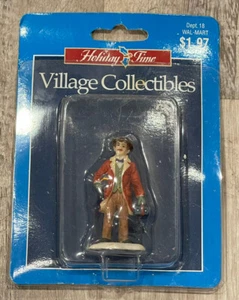 Dept. 18
WAL-MART
$1.97
Holiday Time
Village Collectibles